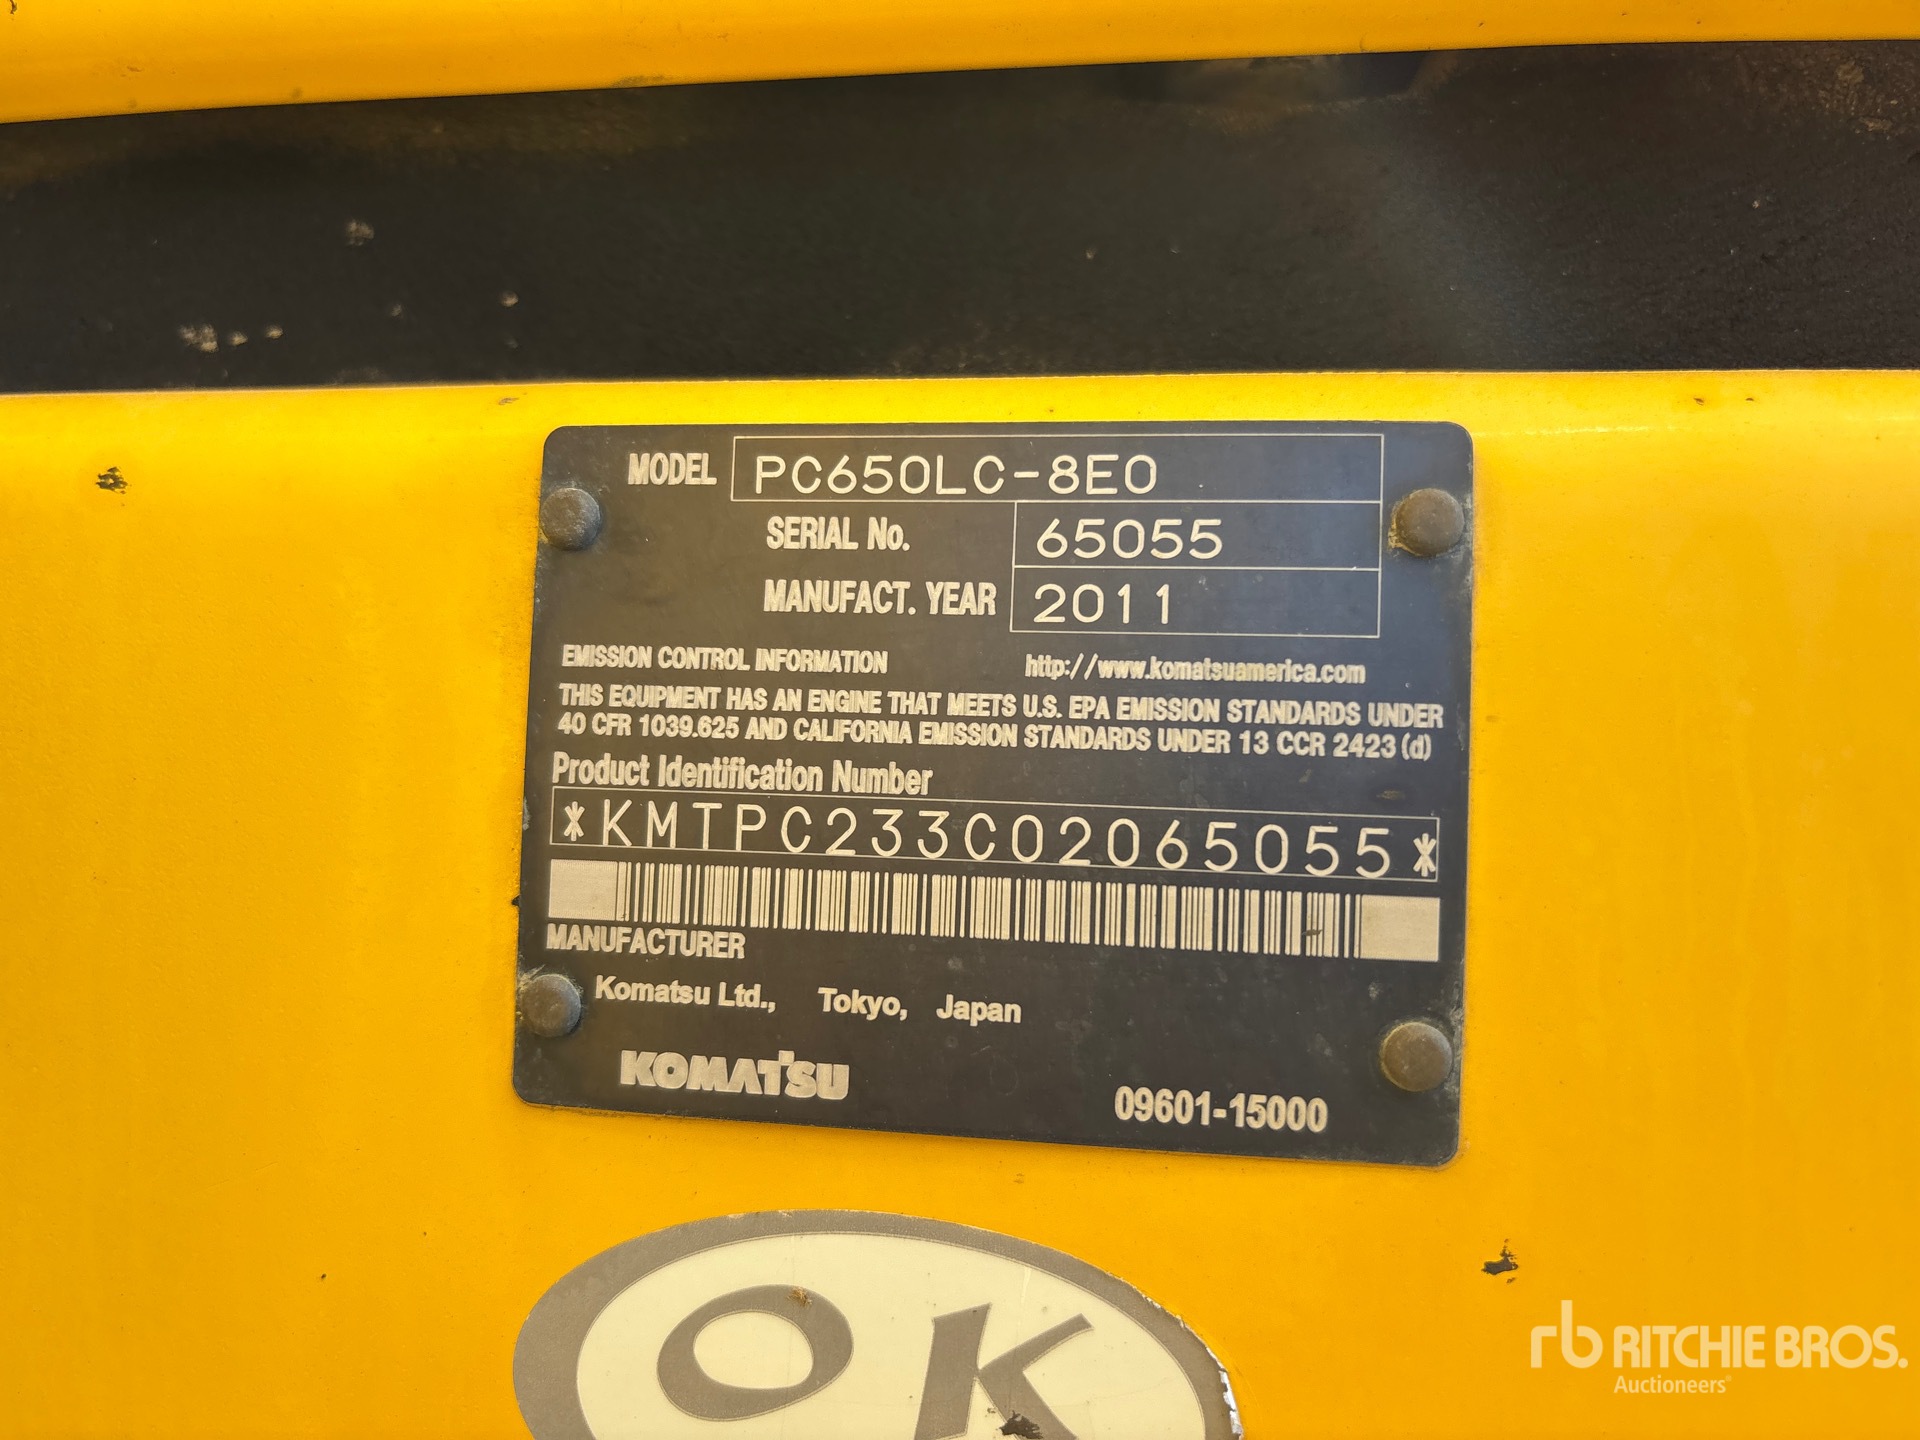 MODEL PC650LC-8E0
SERIAL No. 65055
MANUFACT. YEAR 2011
EMISSION CONTROL INFORMATION http://www.komatsuamerica.com
THIS EQUIPMENT HAS AN ENGINE THAT MEETS U.S. EPA EMISSION STANDARDS UNDER
40 CFR 1039.625 AND CALIFORNIA EMISSION STANDARDS UNDER 13 CCR 2423 (d)
Product Identification Number
*KMTPC233C02065055*
MANUFACTURER
Komatsu Ltd., Tokyo, Japan
KOMATSU
09601-15000
OK
rb RITCHIE BROS.
Auctioneers